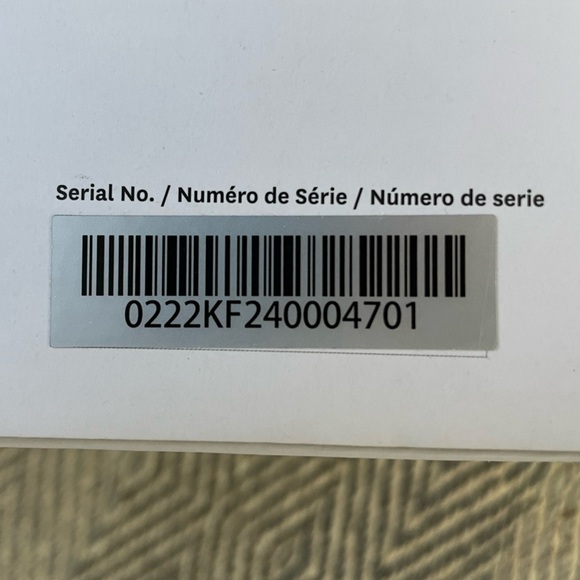 Serial No. / Numéro de Série / Número de serie
0222KF240004701